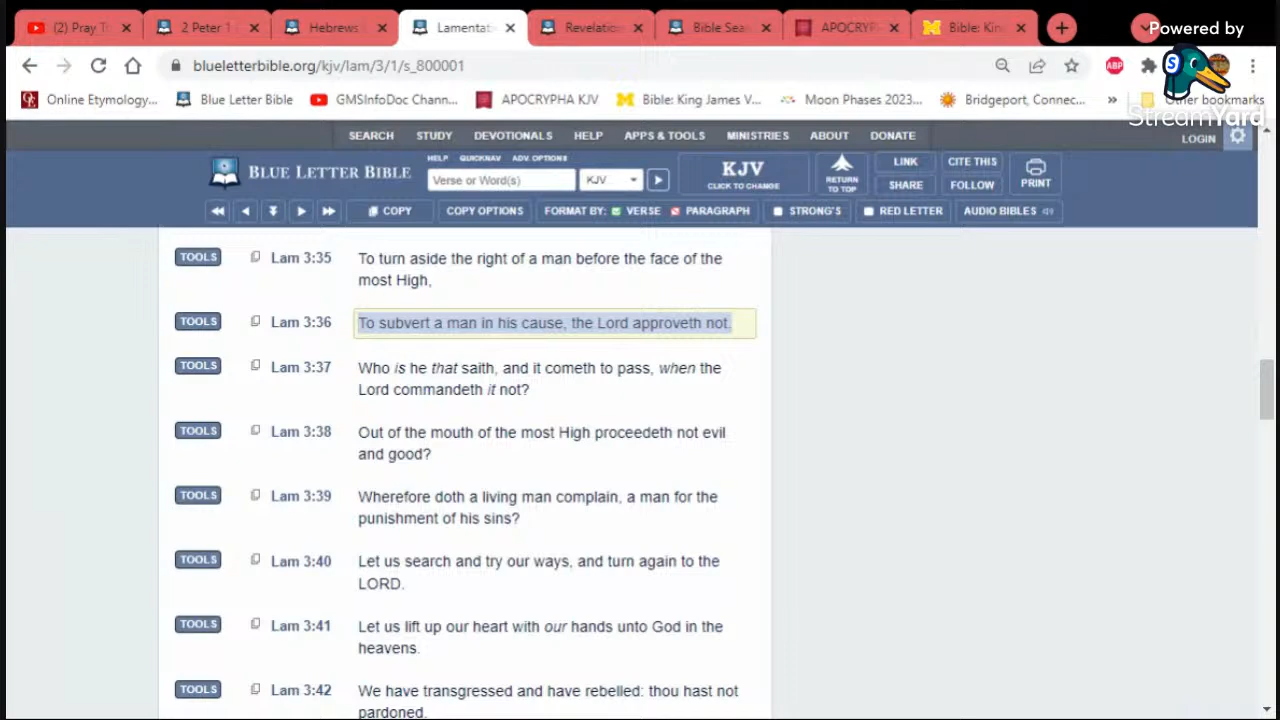 (2) Pray T
2 Peter 1
Hebrews
Lamentat
Revelatio
Bible Sea
APOCRYP
Bible: Kin
Powered by
blueletterbible.org/kjv/lam/3/1/s_800001
ABP
Online Etymology...
Blue Letter Bible
GMSInfoDoc Chann...
APOCRYPHA KJV
Bible: King James V...
Moon Phases 2023...
Bridgeport, Connec...
»
Other bookmarks
StreamYard
SEARCH STUDY DEVOTIONALS HELP APPS & TOOLS MINISTRIES ABOUT DONATE
LOGIN
BLUE LETTER BIBLE
HELP QUICKNAV ADV. OPTIONS
Verse or Word(s)
KJV
KJV
CLICK TO CHANGE
RETURN
TO TOP
LINK
CITE THIS
SHARE
FOLLOW
PRINT
COPY COPY OPTIONS FORMAT BY: VERSE PARAGRAPH STRONG'S RED LETTER AUDIO BIBLES
TOOLS Lam 3:35 To turn aside the right of a man before the face of the
most High,
TOOLS Lam 3:36 To subvert a man in his cause, the Lord approveth not.
TOOLS Lam 3:37 Who is he that saith, and it cometh to pass, when the
Lord commandeth it not?
TOOLS Lam 3:38 Out of the mouth of the most High proceedeth not evil
and good?
TOOLS Lam 3:39 Wherefore doth a living man complain, a man for the
punishment of his sins?
TOOLS Lam 3:40 Let us search and try our ways, and turn again to the
LORD.
TOOLS Lam 3:41 Let us lift up our heart with our hands unto God in the
heavens.
TOOLS Lam 3:42 We have transgressed and have rebelled: thou hast not
pardoned.